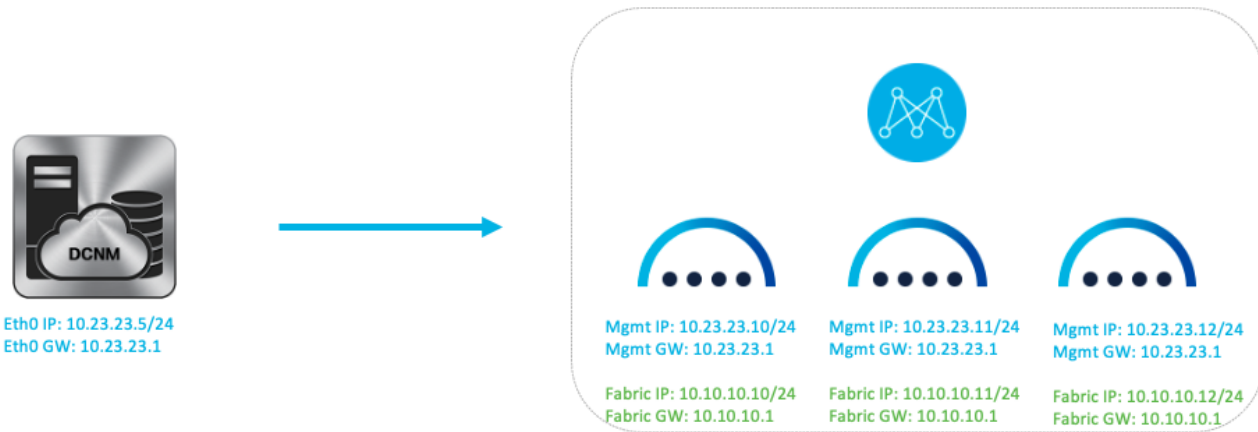 DCNM
Eth0 IP: 10.23.23.5/24
Eth0 GW: 10.23.23.1
Mgmt IP: 10.23.23.10/24
Mgmt GW: 10.23.23.1
Fabric IP: 10.10.10.10/24
Fabric GW: 10.10.10.1
Mgmt IP: 10.23.23.11/24
Mgmt GW: 10.23.23.1
Fabric IP: 10.10.10.11/24
Fabric GW: 10.10.10.1
Mgmt IP: 10.23.23.12/24
Mgmt GW: 10.23.23.1
Fabric IP: 10.10.10.12/24
Fabric GW: 10.10.10.1